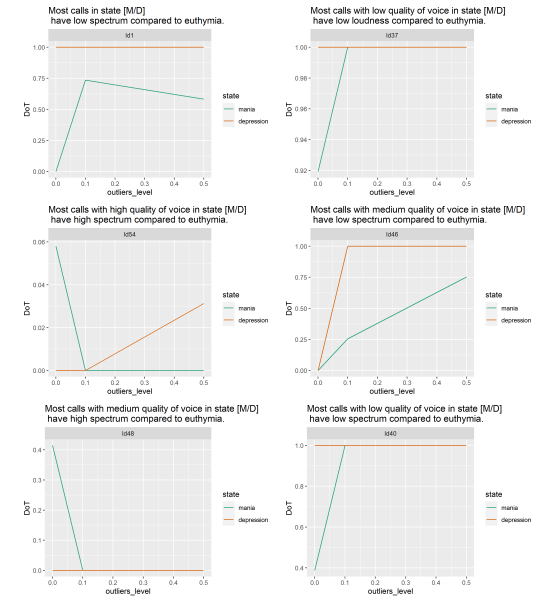 Most calls in state [M/D]
have low spectrum compared to euthymia.
Id1
1.00
0.75
0.50
0.25
0.00
DoT
0.0 0.1 0.2 0.3 0.4 0.5
outliers_level
state
mania
depression
Most calls with low quality of voice in state [M/D]
have low loudness compared to euthymia.
Id37
1.00
0.98
0.96
0.94
0.92
DoT
0.0 0.1 0.2 0.3 0.4 0.5
outliers_level
state
mania
depression
Most calls with high quality of voice in state [M/D]
have high spectrum compared to euthymia.
Id54
0.06
0.04
0.02
0.00
DoT
0.0 0.1 0.2 0.3 0.4 0.5
outliers_level
state
mania
depression
Most calls with medium quality of voice in state [M/D]
have low spectrum compared to euthymia.
Id46
1.00
0.75
0.50
0.25
0.00
DoT
0.0 0.1 0.2 0.3 0.4 0.5
outliers_level
state
mania
depression
Most calls with medium quality of voice in state [M/D]
have high spectrum compared to euthymia.
Id48
0.4
0.3
0.2
0.1
0.0
DoT
0.0 0.1 0.2 0.3 0.4 0.5
outliers_level
state
mania
depression
Most calls with low quality of voice in state [M/D]
have low spectrum compared to euthymia.
Id40
1.0
0.8
0.6
0.4
DoT
0.0 0.1 0.2 0.3 0.4 0.5
outliers_level
state
mania
depression